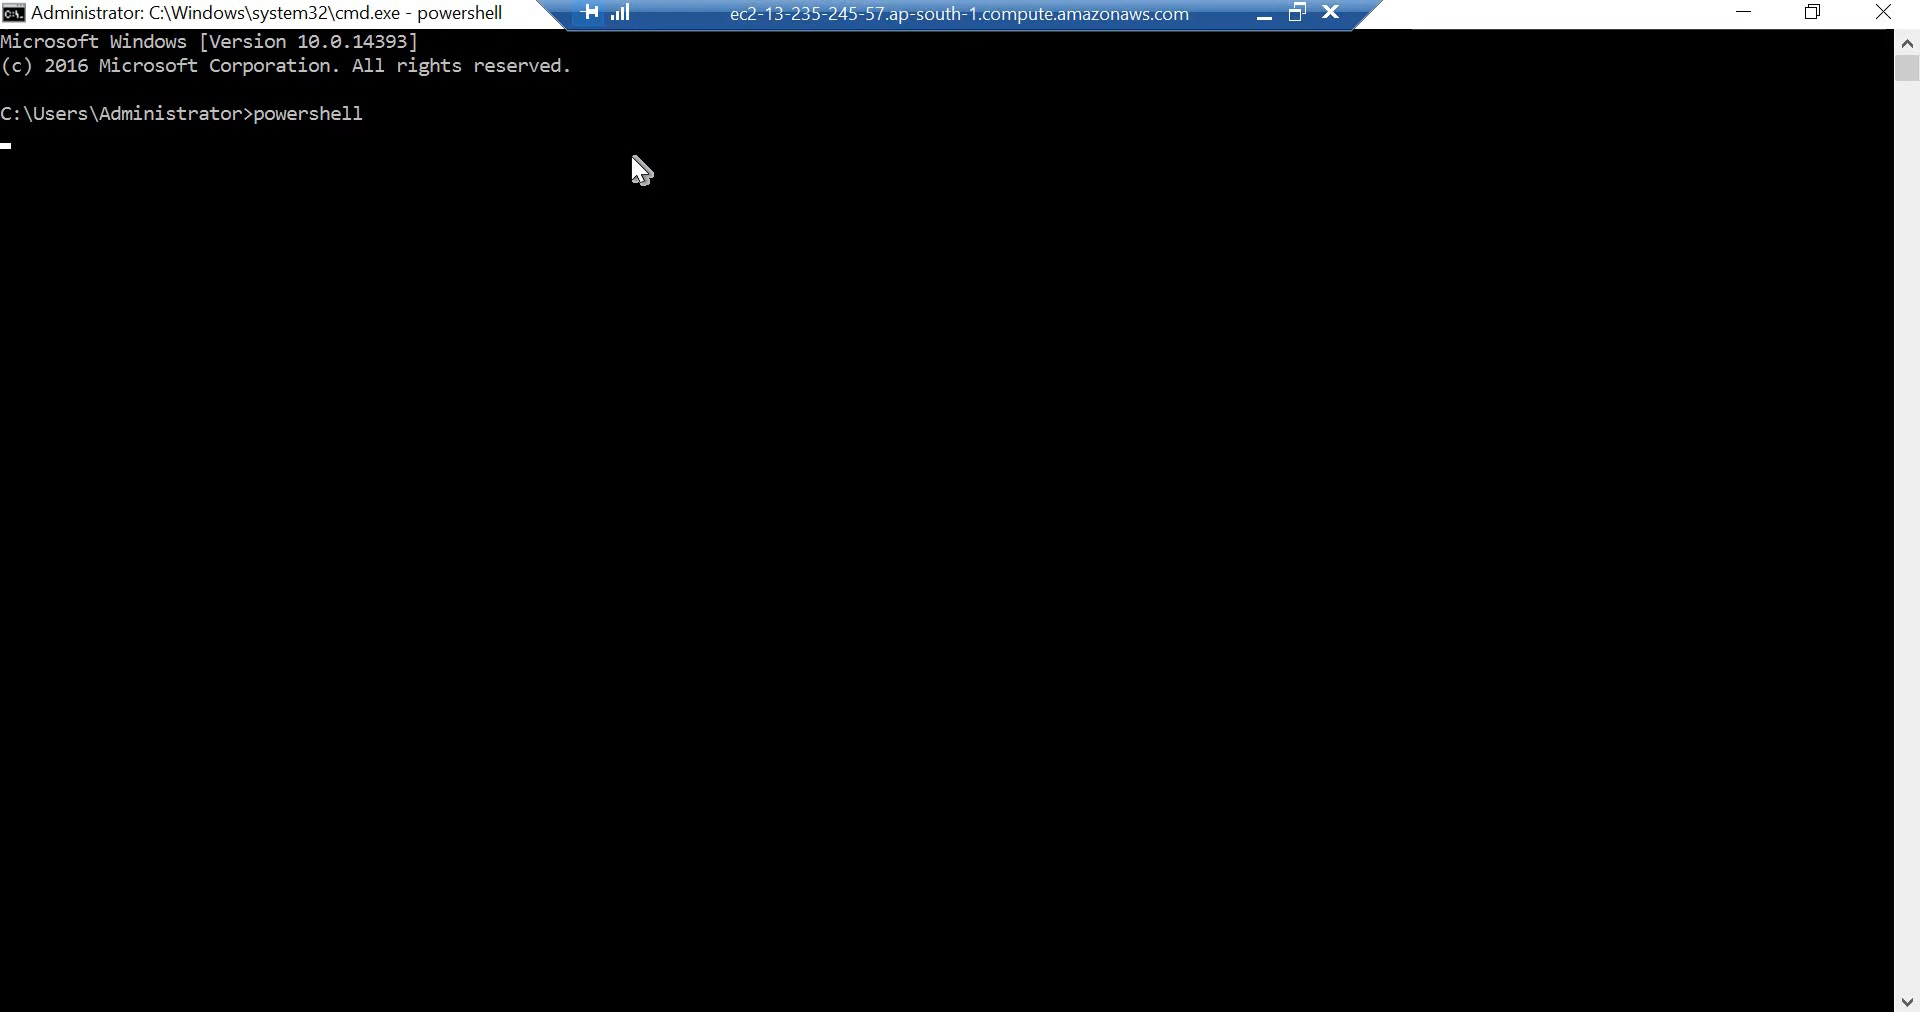 Administrator: C:\Windows\system32\cmd.exe - powershell
ec2-13-235-245-57.ap-south-1.compute.amazonaws.com
Microsoft Windows [Version 10.0.14393]
(c) 2016 Microsoft Corporation. All rights reserved.
C:\Users\Administrator>powershell